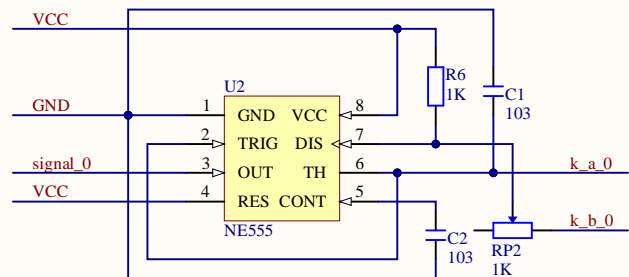 VCC
U2
R6
1K
C1
103
GND
1
GND
VCC
8
2
TRIG
DIS
7
signal_0
3
OUT
TH
6
k_a_0
VCC
4
RES
CONT
5
k_b_0
NE555
C2
103
RP2
1K